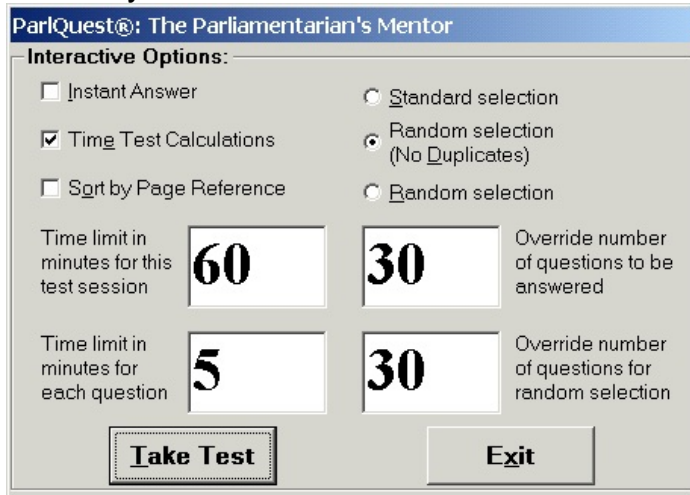 ParlQuest®: The Parliamentarian's Mentor
Interactive Options:
Instant Answer
Time Test Calculations
Sort by Page Reference
Standard selection
Random selection
(No Duplicates)
Random selection
Time limit in
minutes for this
test session
60
30
Override number
of questions to be
answered
Time limit in
minutes for
each question
5
30
Override number
of questions for
random selection
Take Test
Exit